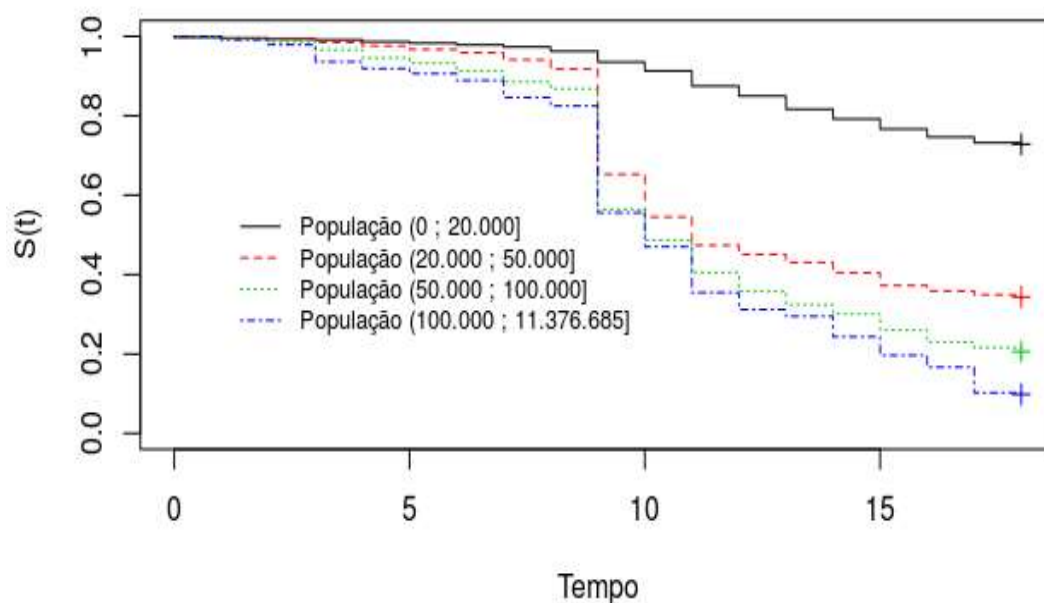 S(t)
1.0
0.8
0.6
0.4
0.2
0.0
População (0 ; 20.000]
População (20.000 ; 50.000]
População (50.000 ; 100.000]
População (100.000 ; 11.376.685]
0 5 10 15
Tempo